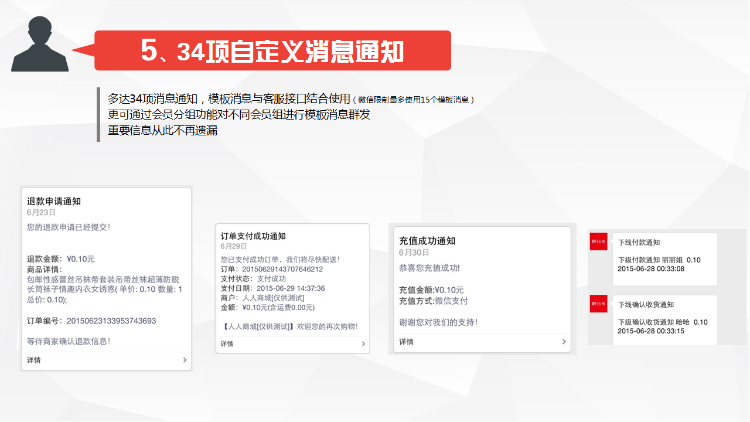 5、34项自定义消息通知
多达34项消息通知，模板消息与客服接口结合使用（微信限制最多使用15个模板消息）
更可通过会员分组功能对不同会员组进行模板消息群发
重要信息从此不再遗漏
退款申请通知
6月23日
您的退款申请已经提交！
退款金额：¥0.10元
商品详情：
包邮性感蕾丝吊袜带套装吊带丝袜超薄防脱
长筒袜子情趣内衣女诱惑( 单价: 0.10 数量: 1
总价: 0.10);
订单编号：20150623133953743693
等待商家确认退款信息！
详情
订单支付成功通知
6月29日
您已支付成功订单，我们将尽快配送！
订单：20150629143707646212
支付状态：支付成功
支付日期：2015-06-29 14:37:36
商户：人人商城[仅供测试]
金额：¥0.10元(含运费0.00元)
【人人商城[仅供测试]】欢迎您的再次购物！
详情
充值成功通知
6月30日
恭喜您充值成功!
充值金额:¥0.10元
充值方式:微信支付
谢谢您对我们的支持！
详情
下线付款通知
下级付款通知 丽丽姐 0.10
2015-06-28 00:33:08
下线确认收货通知
下级确认收货通知 哈哈 0.10
2015-06-28 00:33:15